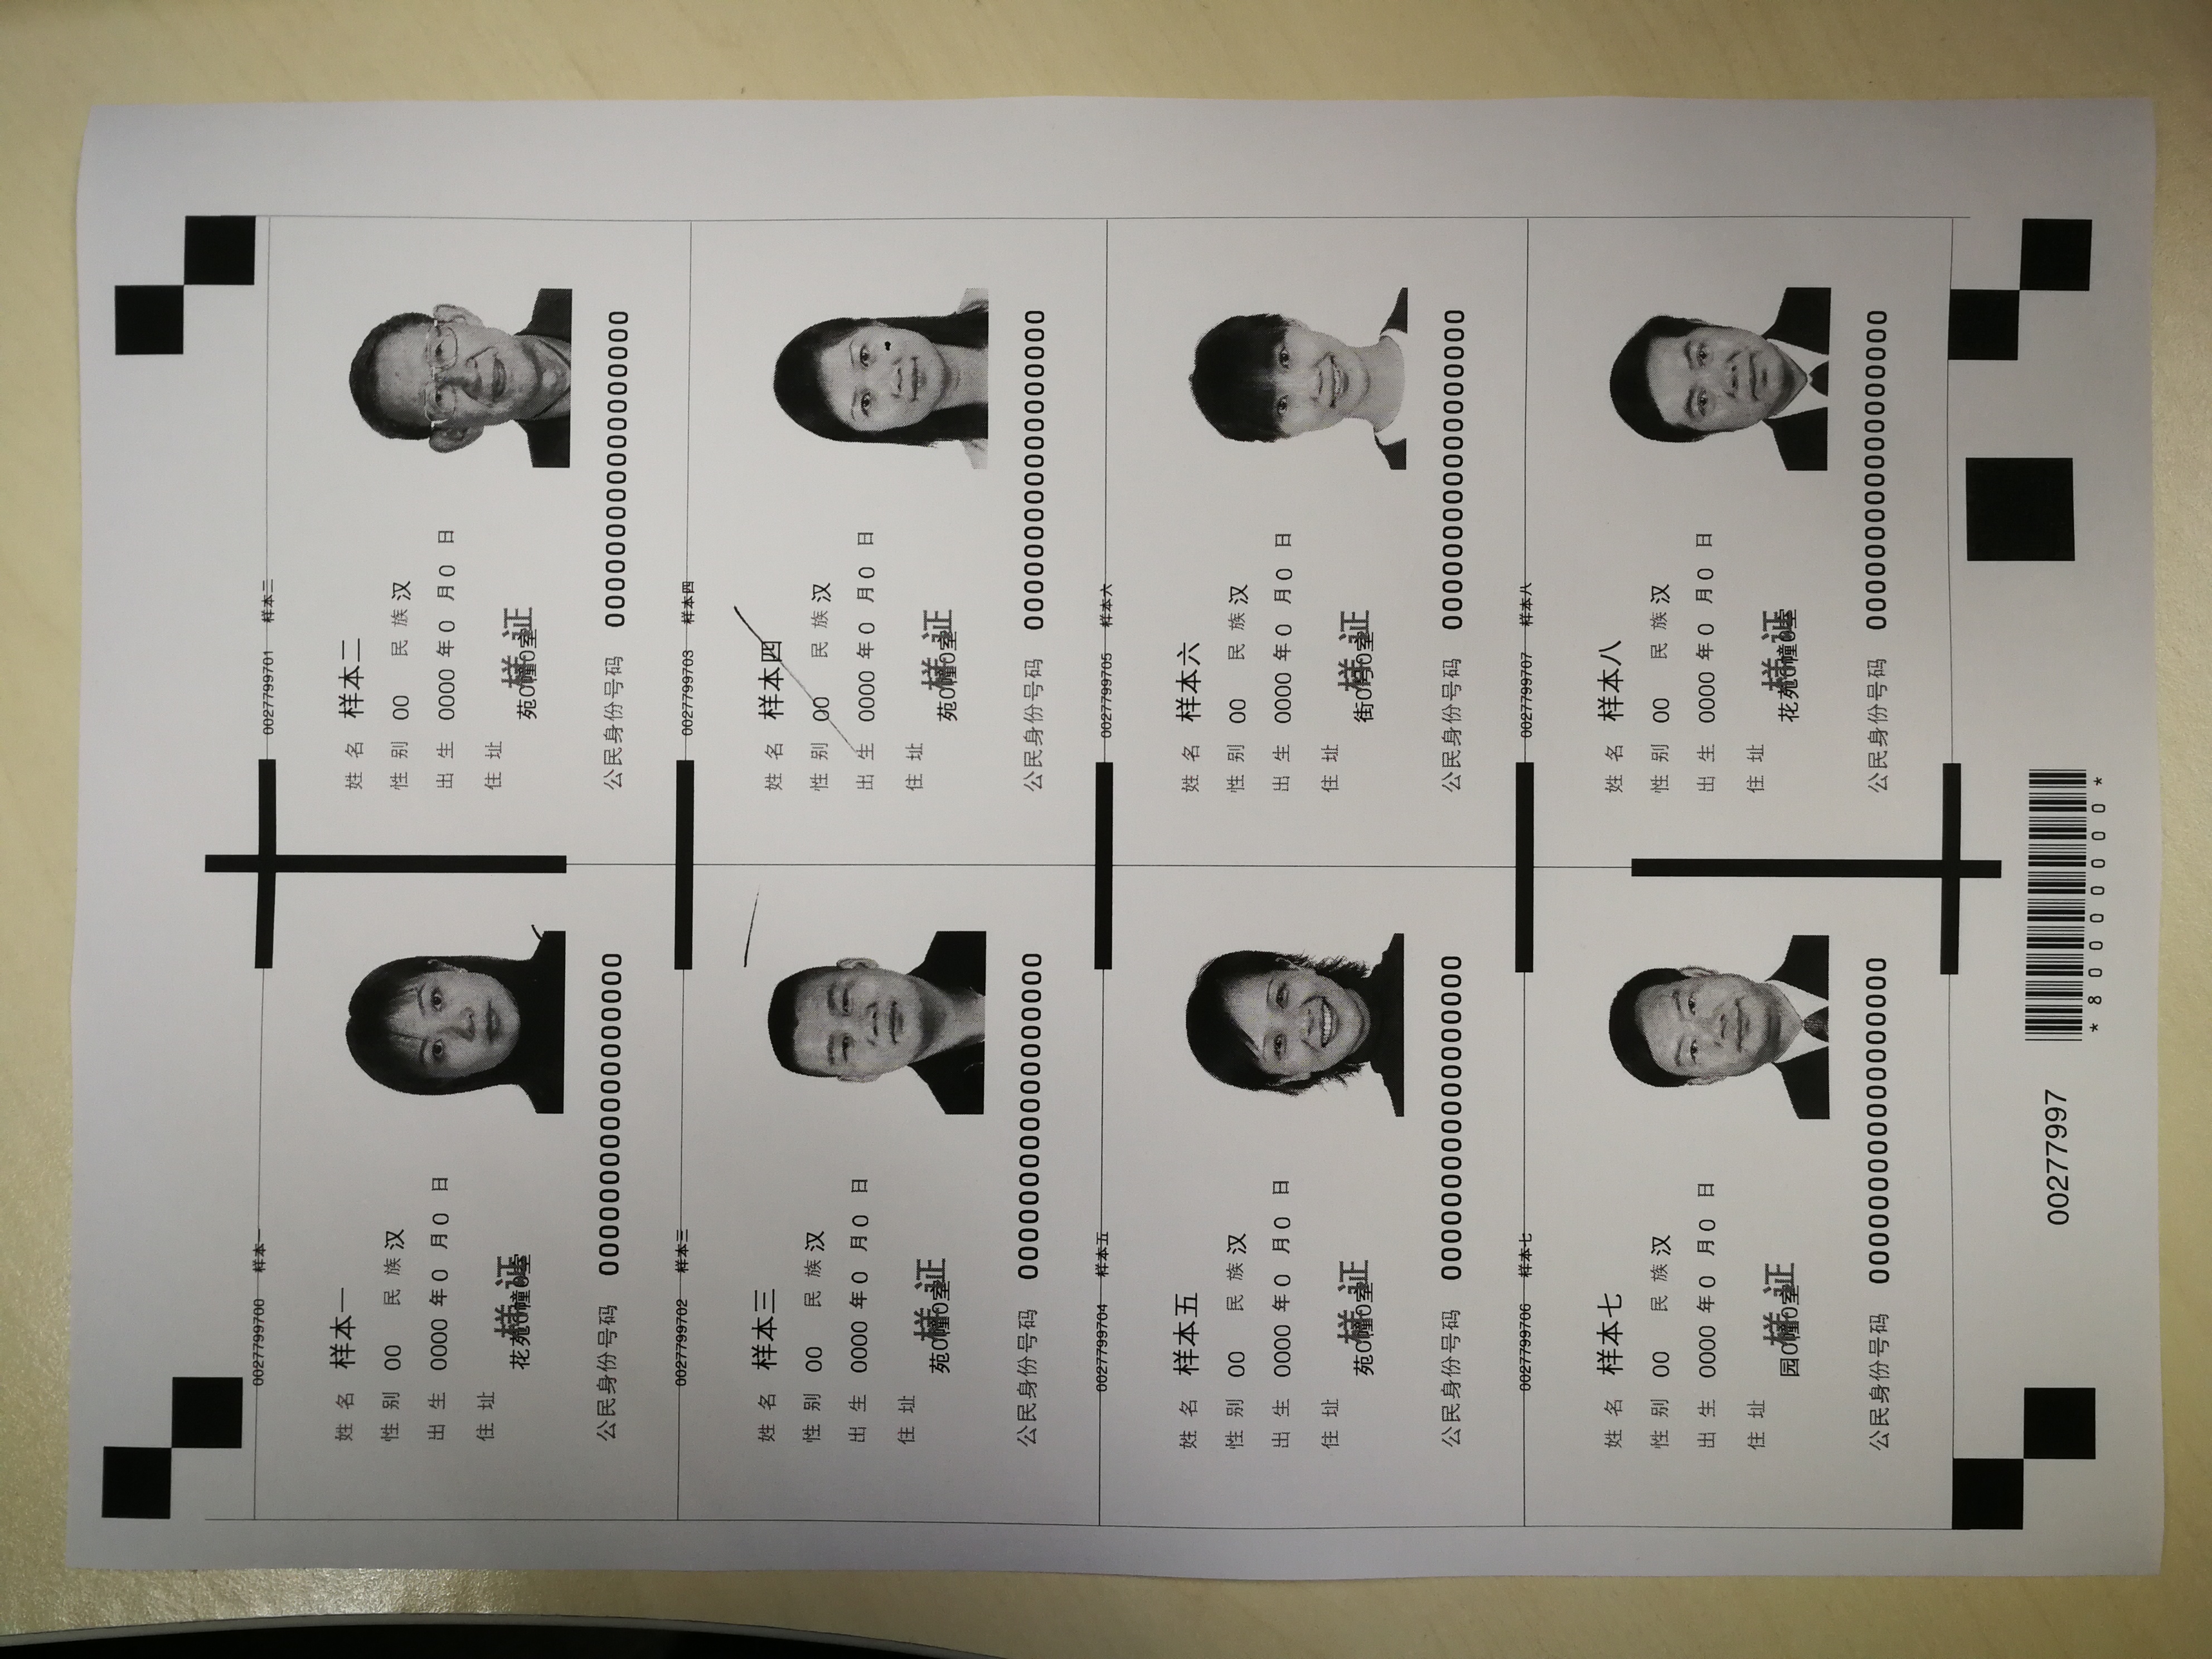 0027799700 样本一
姓名 样本一
性别 00 民族 汉
出生 0000 年 0 月 0 日
住址
样 证
花苑0幢0室
公民身份号码 000000000000000000
0027799701 样本二
姓名 样本二
性别 00 民族 汉
出生 0000 年 0 月 0 日
住址
样 证
苑0幢0室
公民身份号码 000000000000000000
0027799702 样本三
姓名 样本三
性别 00 民族 汉
出生 0000 年 0 月 0 日
住址
样 证
苑0幢0室
公民身份号码 000000000000000000
0027799703 样本四
姓名 样本四
性别 00 民族 汉
出生 0000 年 0 月 0 日
住址
样 证
苑0幢0室
公民身份号码 000000000000000000
0027799704 样本五
姓名 样本五
性别 00 民族 汉
出生 0000 年 0 月 0 日
住址
样 证
苑0幢0室
公民身份号码 000000000000000000
0027799705 样本六
姓名 样本六
性别 00 民族 汉
出生 0000 年 0 月 0 日
住址
样 证
街0号0室
公民身份号码 000000000000000000
0027799706 样本七
姓名 样本七
性别 00 民族 汉
出生 0000 年 0 月 0 日
住址
样 证
园0幢0室
公民身份号码 000000000000000000
0027799707 样本八
姓名 样本八
性别 00 民族 汉
出生 0000 年 0 月 0 日
住址
样 证
花苑0幢0室
公民身份号码 000000000000000000
00277997
* 8 0 0 0 0 0 0 0 *